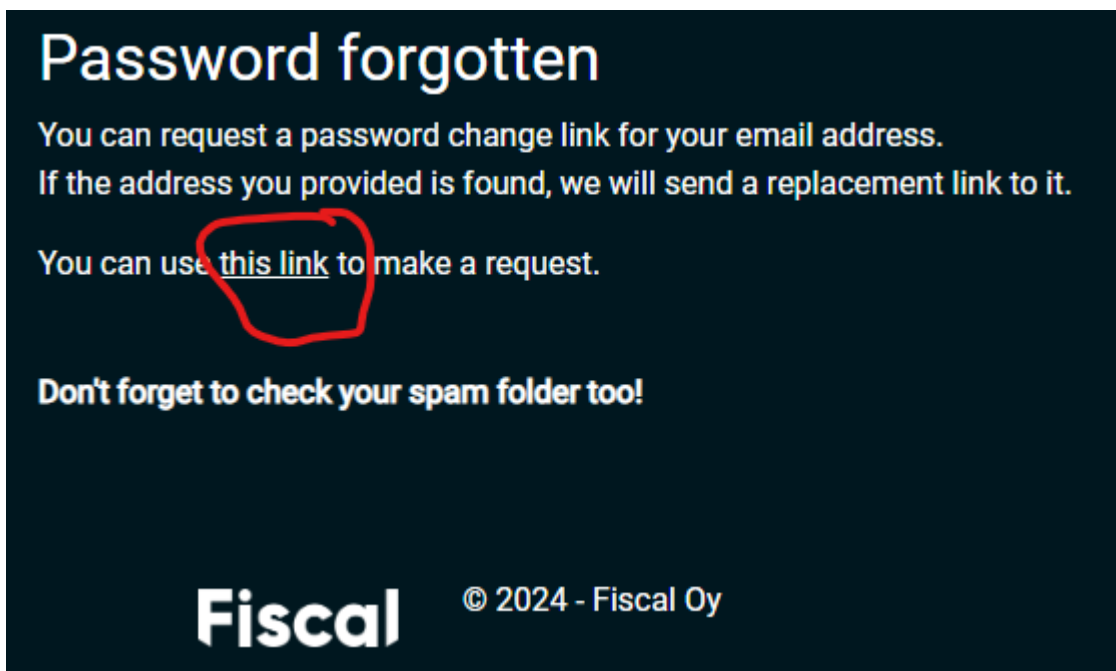 Password forgotten
You can request a password change link for your email address.
If the address you provided is found, we will send a replacement link to it.
You can use this link to make a request.
Don't forget to check your spam folder too!
Fiscal
© 2024 - Fiscal Oy